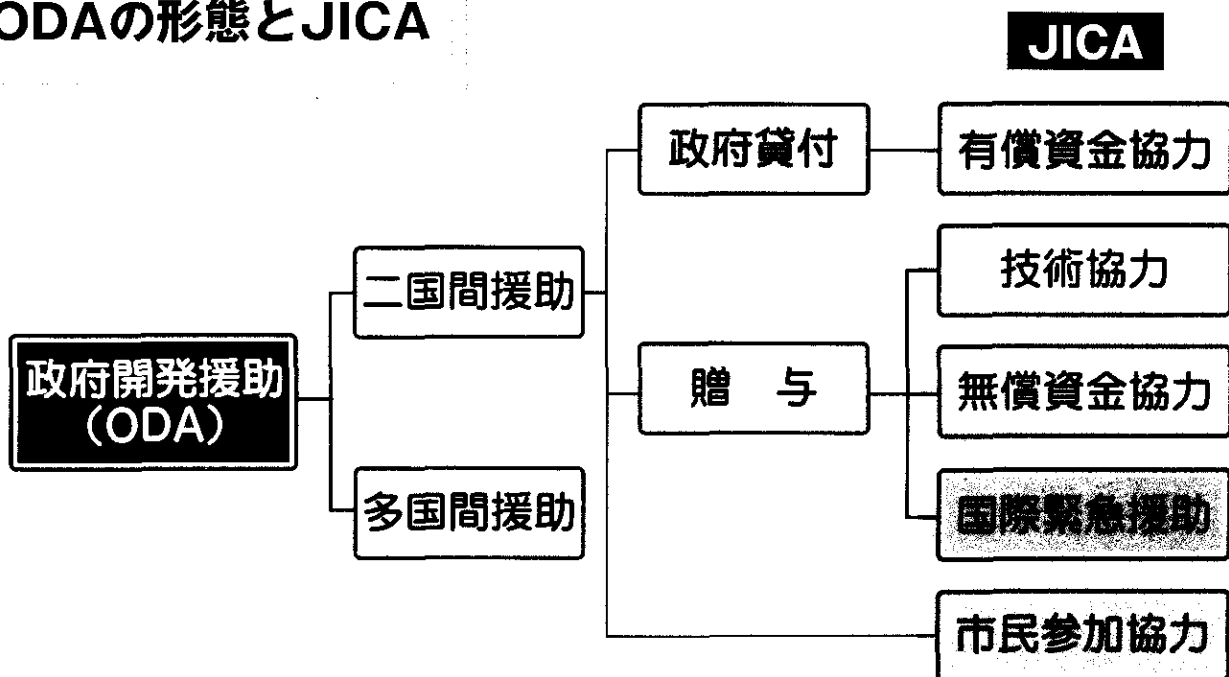 ODAの形態とJICA
JICA
政府貸付
有償資金協力
技術協力
二国間援助
政府開発援助
(ODA)
贈 与
無償資金協力
多国間援助
国際緊急援助
市民参加協力